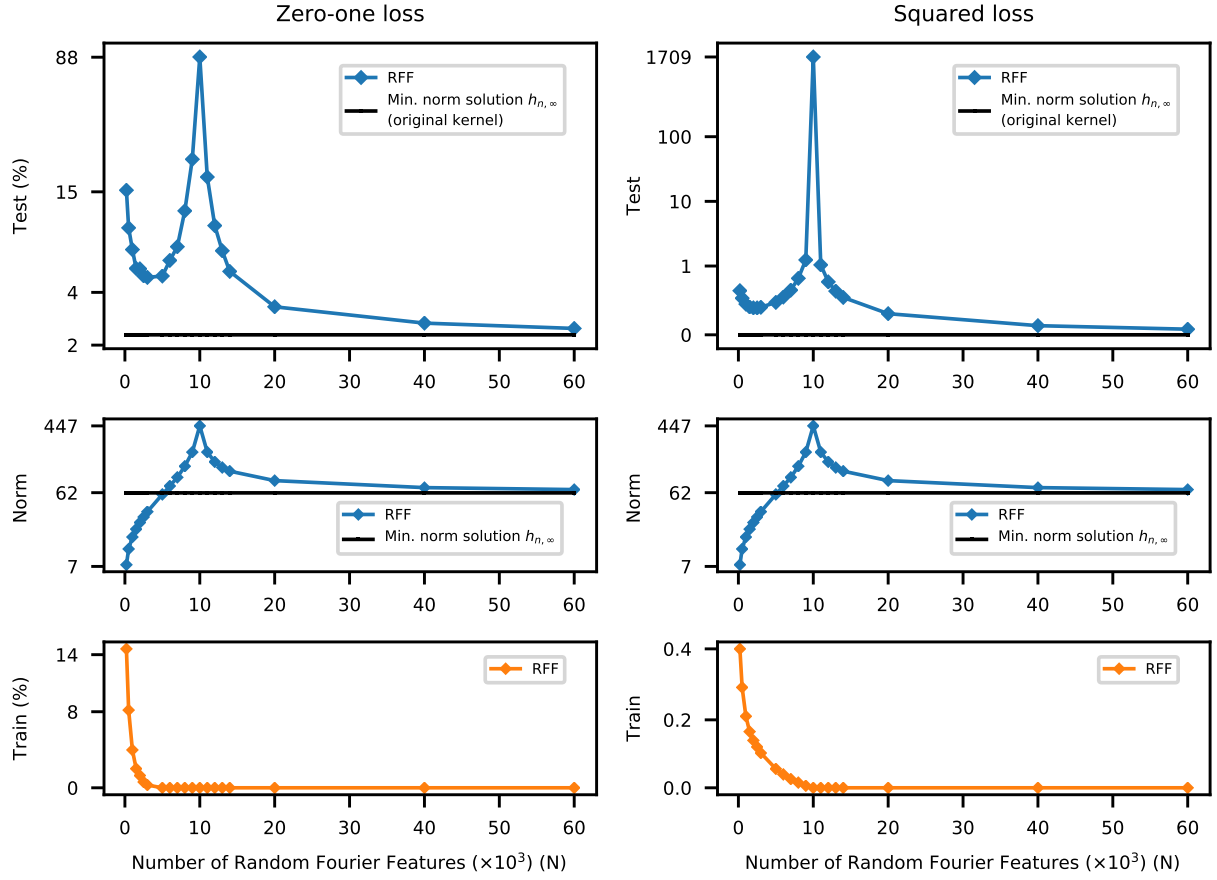 Zero-one loss
Squared loss
Test (%)
88
15
4
2
RFF
Min. norm solution h_{n,∞}
(original kernel)
0 10 20 30 40 50 60
Test
1709
100
10
1
0
RFF
Min. norm solution h_{n,∞}
(original kernel)
0 10 20 30 40 50 60
Norm
447
62
7
RFF
Min. norm solution h_{n,∞}
0 10 20 30 40 50 60
Norm
447
62
7
RFF
Min. norm solution h_{n,∞}
0 10 20 30 40 50 60
Train (%)
14
8
0
RFF
0 10 20 30 40 50 60
Number of Random Fourier Features (×10³) (N)
Train
0.4
0.2
0.0
RFF
0 10 20 30 40 50 60
Number of Random Fourier Features (×10³) (N)